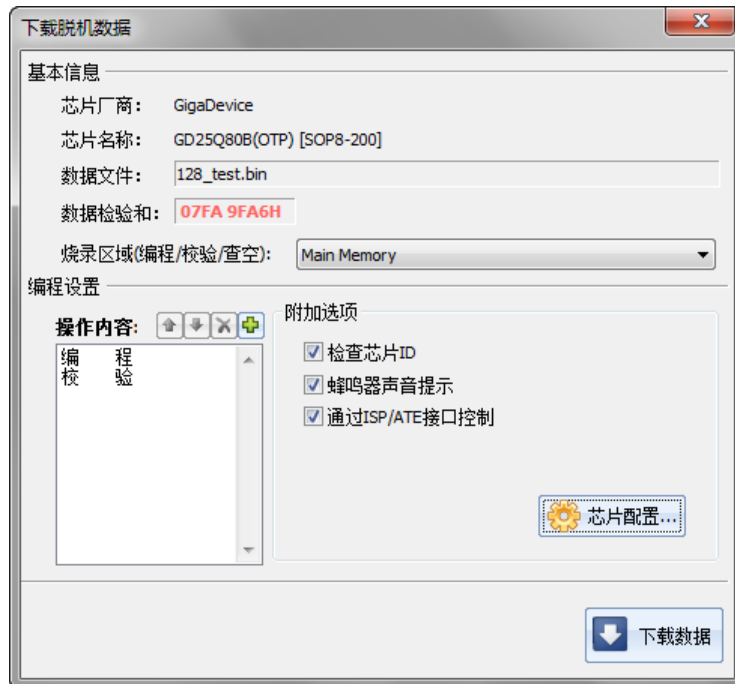 下载脱机数据
基本信息
芯片厂商： GigaDevice
芯片名称： GD25Q80B(OTP) [SOP8-200]
数据文件： 128_test.bin
数据检验和： 07FA 9FA6H
烧录区域(编程/校验/查空)： Main Memory
编程设置
操作内容:
编 程
校 验
附加选项
检查芯片ID
蜂鸣器声音提示
通过ISP/ATE接口控制
芯片配置...
下载数据